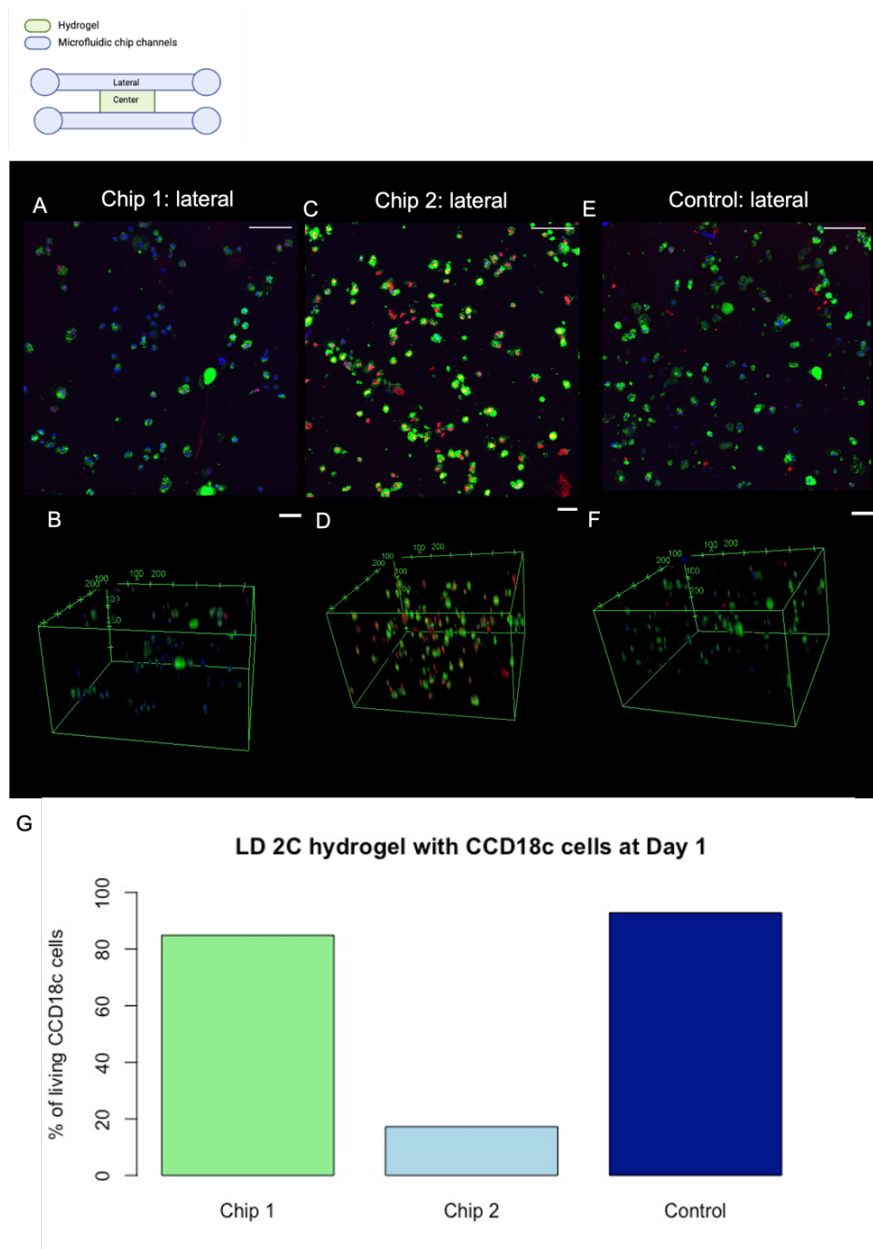 Hydrogel
Microfluidic chip channels
Lateral
Center
A Chip 1: lateral
C Chip 2: lateral
E Control: lateral
B
D
F
200 100 100 200
100 100 200
200 100 100 200
G
LD 2C hydrogel with CCD18c cells at Day 1
% of living CCD18c cells
100
80
60
40
20
0
Chip 1 Chip 2 Control